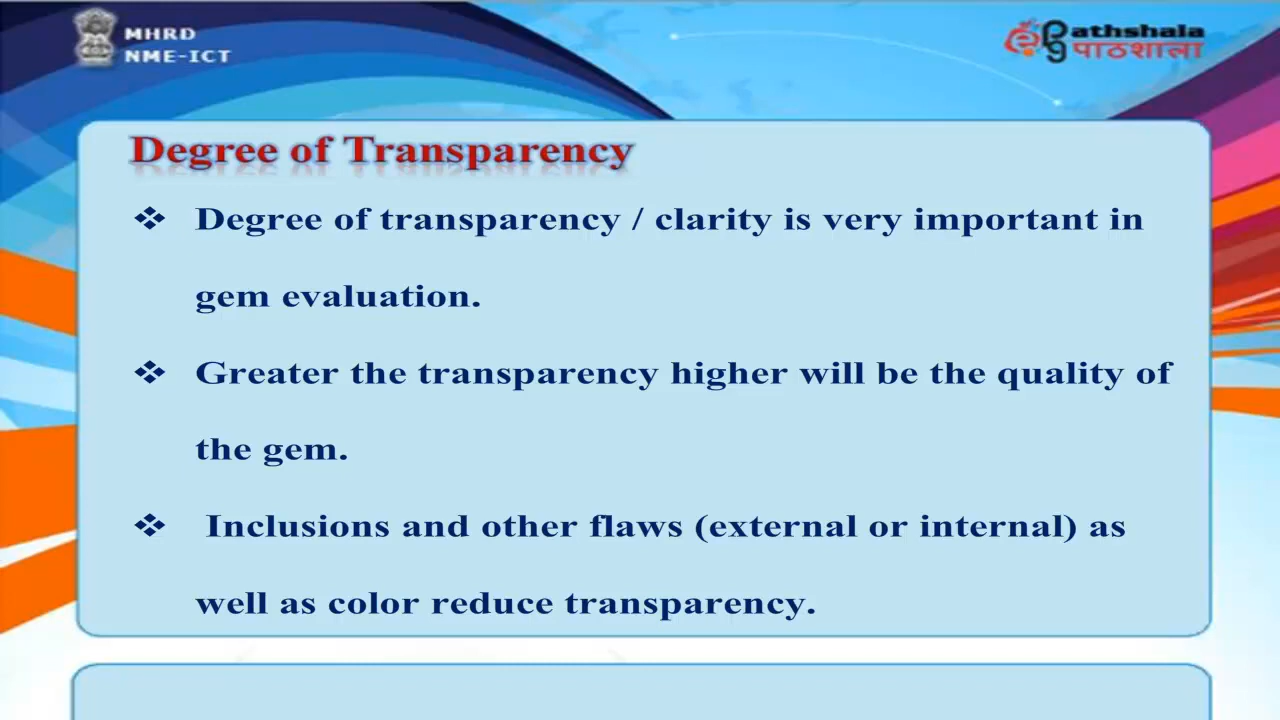 MHRD
NME-ICT
athshala
पाठशाला
Degree of Transparency
❖ Degree of transparency / clarity is very important in
gem evaluation.
❖ Greater the transparency higher will be the quality of
the gem.
❖ Inclusions and other flaws (external or internal) as
well as color reduce transparency.